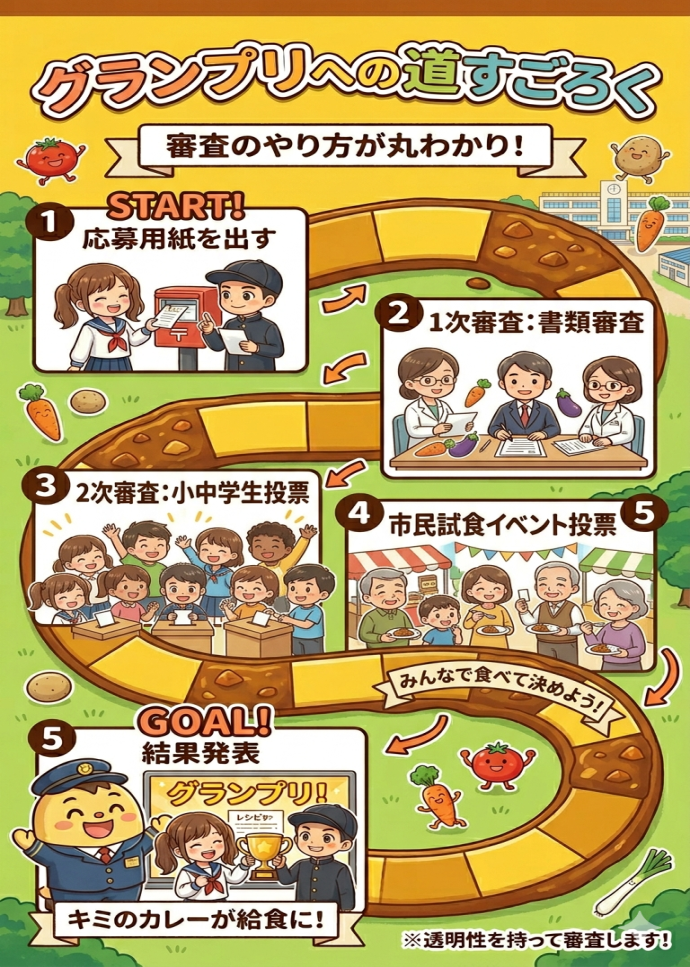 グランプリへの道すごろく
審査のやり方が丸わかり!
1
START!
応募用紙を出す
2
1次審査:書類審査
3
2次審査:小中学生投票
4
市民試食イベント投票
5
みんなで食べて決めよう!
5
GOAL!
結果発表
グランプリ!
キミのカレーが給食に!
※透明性を持って審査します!